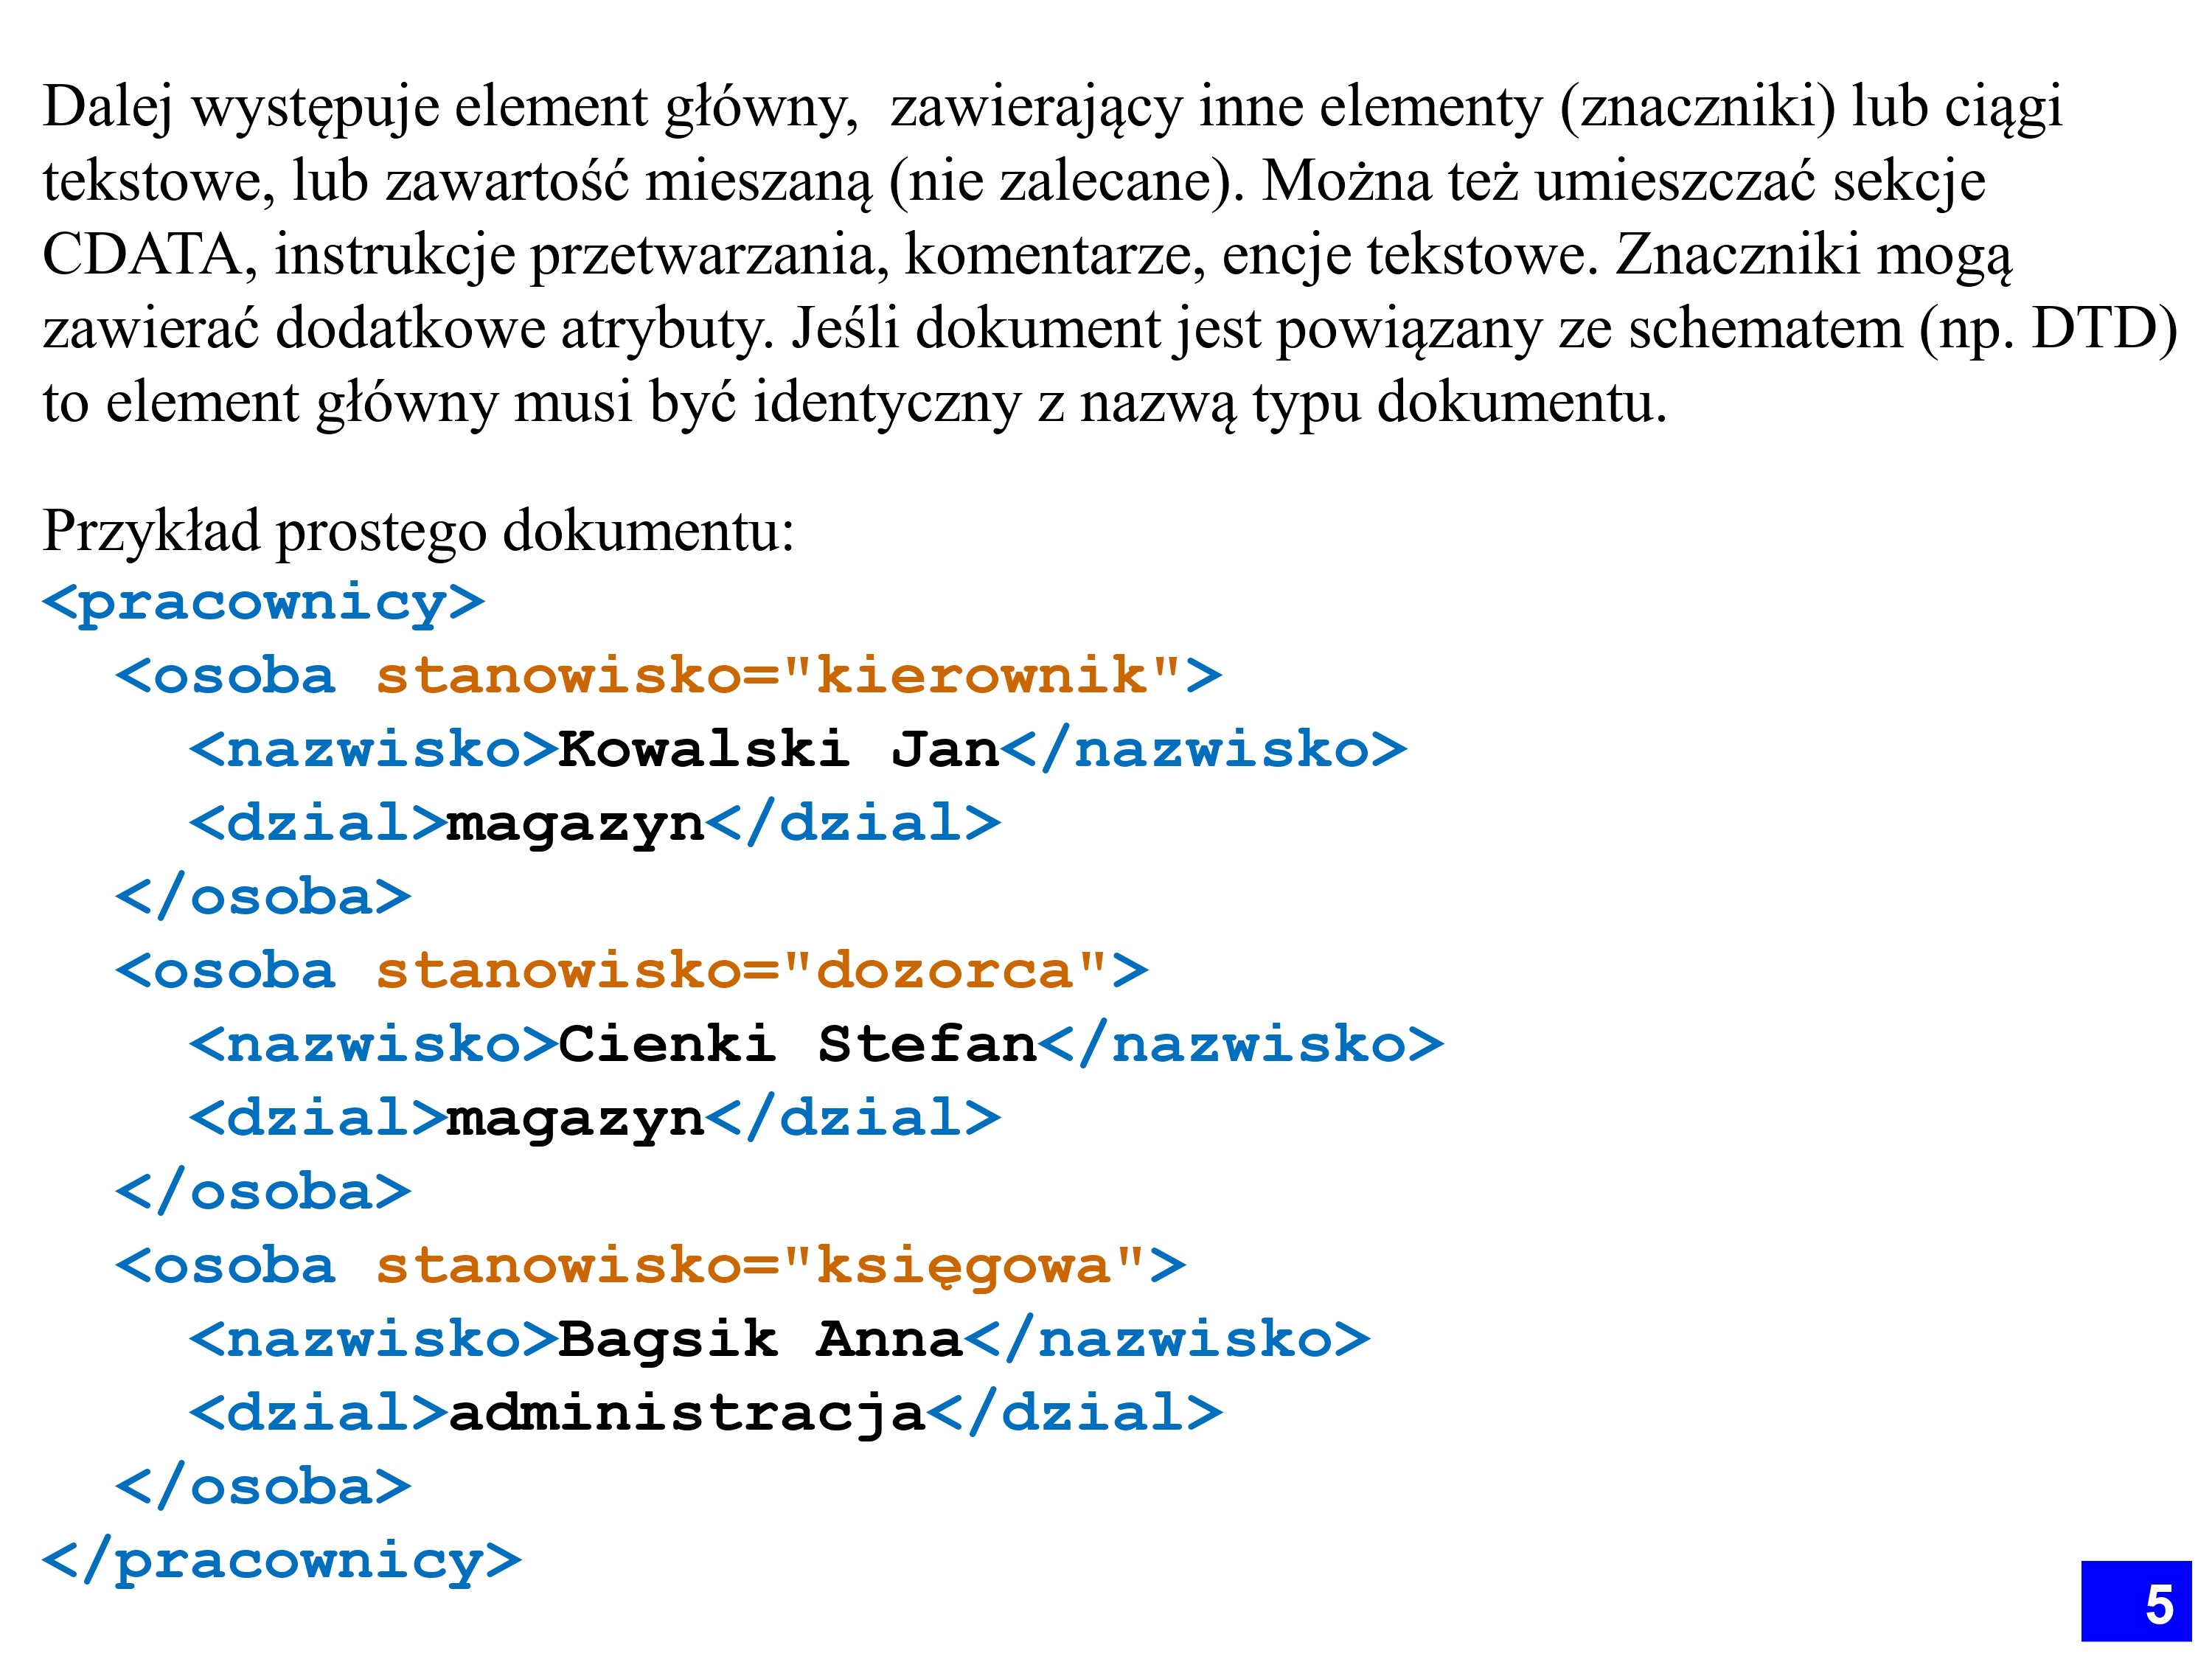 Dalej występuje element główny,  zawierający inne elementy (znaczniki) lub ciągi
tekstowe, lub zawartość mieszaną (nie zalecane). Można też umieszczać sekcje
CDATA, instrukcje przetwarzania, komentarze, encje tekstowe. Znaczniki mogą
zawierać dodatkowe atrybuty. Jeśli dokument jest powiązany ze schematem (np. DTD)
to element główny musi być identyczny z nazwą typu dokumentu.
Przykład prostego dokumentu:
<pracownicy>
  <osoba stanowisko="kierownik">
    <nazwisko>Kowalski Jan</nazwisko>
    <dzial>magazyn</dzial>
  </osoba>
  <osoba stanowisko="dozorca">
    <nazwisko>Cienki Stefan</nazwisko>
    <dzial>magazyn</dzial>
  </osoba>
  <osoba stanowisko="księgowa">
    <nazwisko>Bagsik Anna</nazwisko>
    <dzial>administracja</dzial>
  </osoba>
</pracownicy>
5